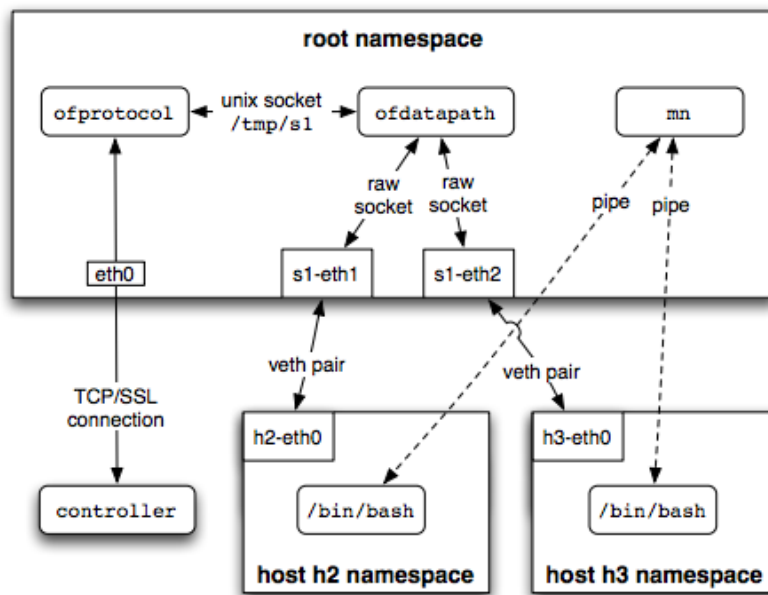 root namespace
ofprotocol
unix socket
/tmp/s1
ofdatapath
mn
raw
socket
raw
socket
pipe
pipe
eth0
s1-eth1
s1-eth2
veth pair
veth pair
TCP/SSL
connection
h2-eth0
h3-eth0
controller
/bin/bash
/bin/bash
host h2 namespace
host h3 namespace